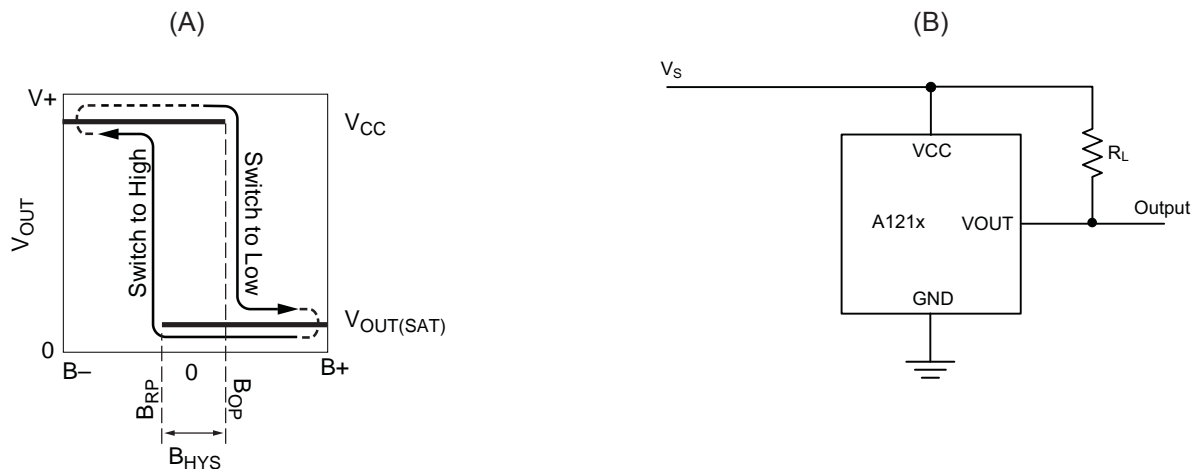 (A)
V+
VCC
Switch to High
Switch to Low
VOUT
VOUT(SAT)
0
B–
0
B+
BRP
BOP
BHYS
(B)
VS
VCC
RL
A121x
VOUT
Output
GND